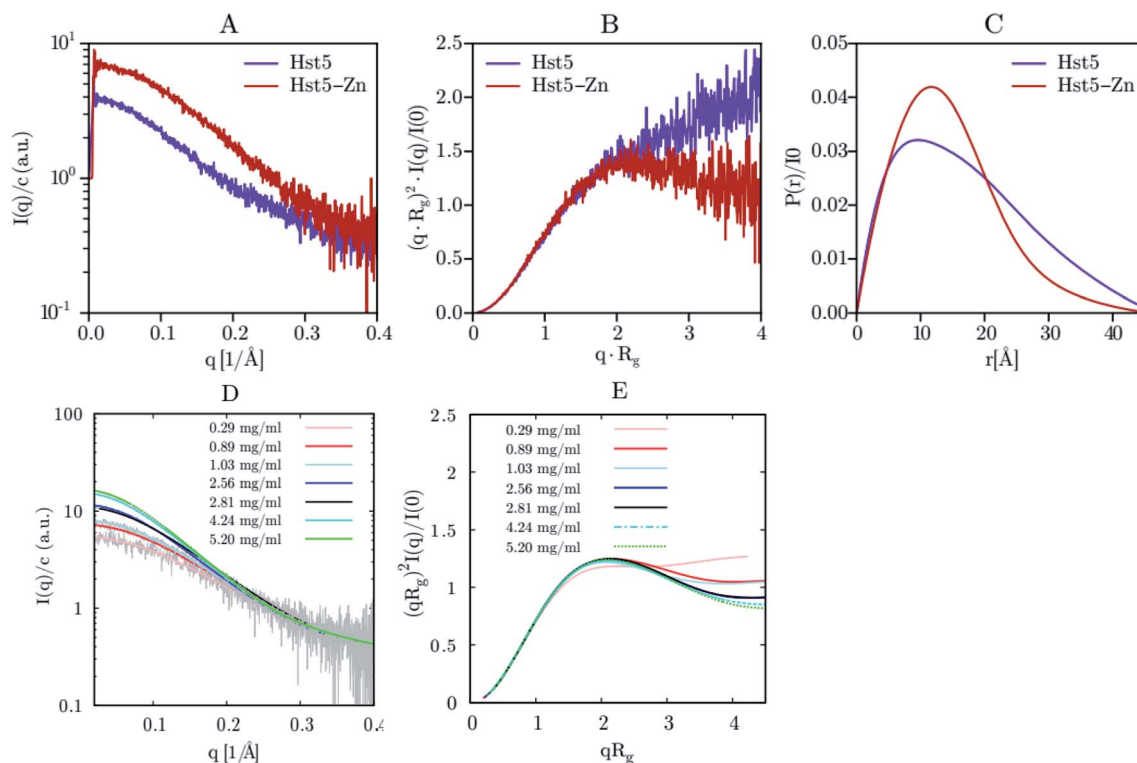 A
10¹
10⁰
10⁻¹
I(q)/c (a.u.)
Hst5
Hst5–Zn
0.0 0.1 0.2 0.3 0.4
q [1/Å]
B
2.5
2.0
1.5
1.0
0.5
0.0
(q · Rg)² · I(q)/I(0)
Hst5
Hst5–Zn
0 1 2 3 4
q · Rg
C
0.05
0.04
0.03
0.02
0.01
0.00
P(r)/10
Hst5
Hst5–Zn
0 10 20 30 40
r[Å]
D
100
10
1
0.1
I(q)/c (a.u.)
0.29 mg/ml
0.89 mg/ml
1.03 mg/ml
2.56 mg/ml
2.81 mg/ml
4.24 mg/ml
5.20 mg/ml
0.1 0.2 0.3 0.4
q [1/Å]
E
2.5
2
1.5
1
0.5
0
(qRg)²I(q)/I(0)
0.29 mg/ml
0.89 mg/ml
1.03 mg/ml
2.56 mg/ml
2.81 mg/ml
4.24 mg/ml
5.20 mg/ml
0 1 2 3 4
qRg